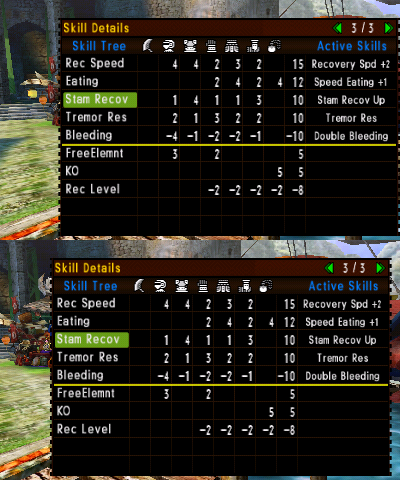 Skill Details 3 / 3
Skill Tree Active Skills
Rec Speed 4 4 2 3 2 15 Recovery Spd +2
Eating 2 4 2 4 12 Speed Eating +1
Stam Recov 1 4 1 1 3 10 Stam Recov Up
Tremor Res 2 1 3 2 2 10 Tremor Res
Bleeding -4 -1 -2 -2 -1 -10 Double Bleeding
FreeElemnt 3 2 5
KO 5 5
Rec Level -2 -2 -2 -2 -8
Skill Details 3 / 3
Skill Tree Active Skills
Rec Speed 4 4 2 3 2 15 Recovery Spd +2
Eating 2 4 2 4 12 Speed Eating +1
Stam Recov 1 4 1 1 3 10 Stam Recov Up
Tremor Res 2 1 3 2 2 10 Tremor Res
Bleeding -4 -1 -2 -2 -1 -10 Double Bleeding
FreeElemnt 3 2 5
KO 5 5
Rec Level -2 -2 -2 -2 -8